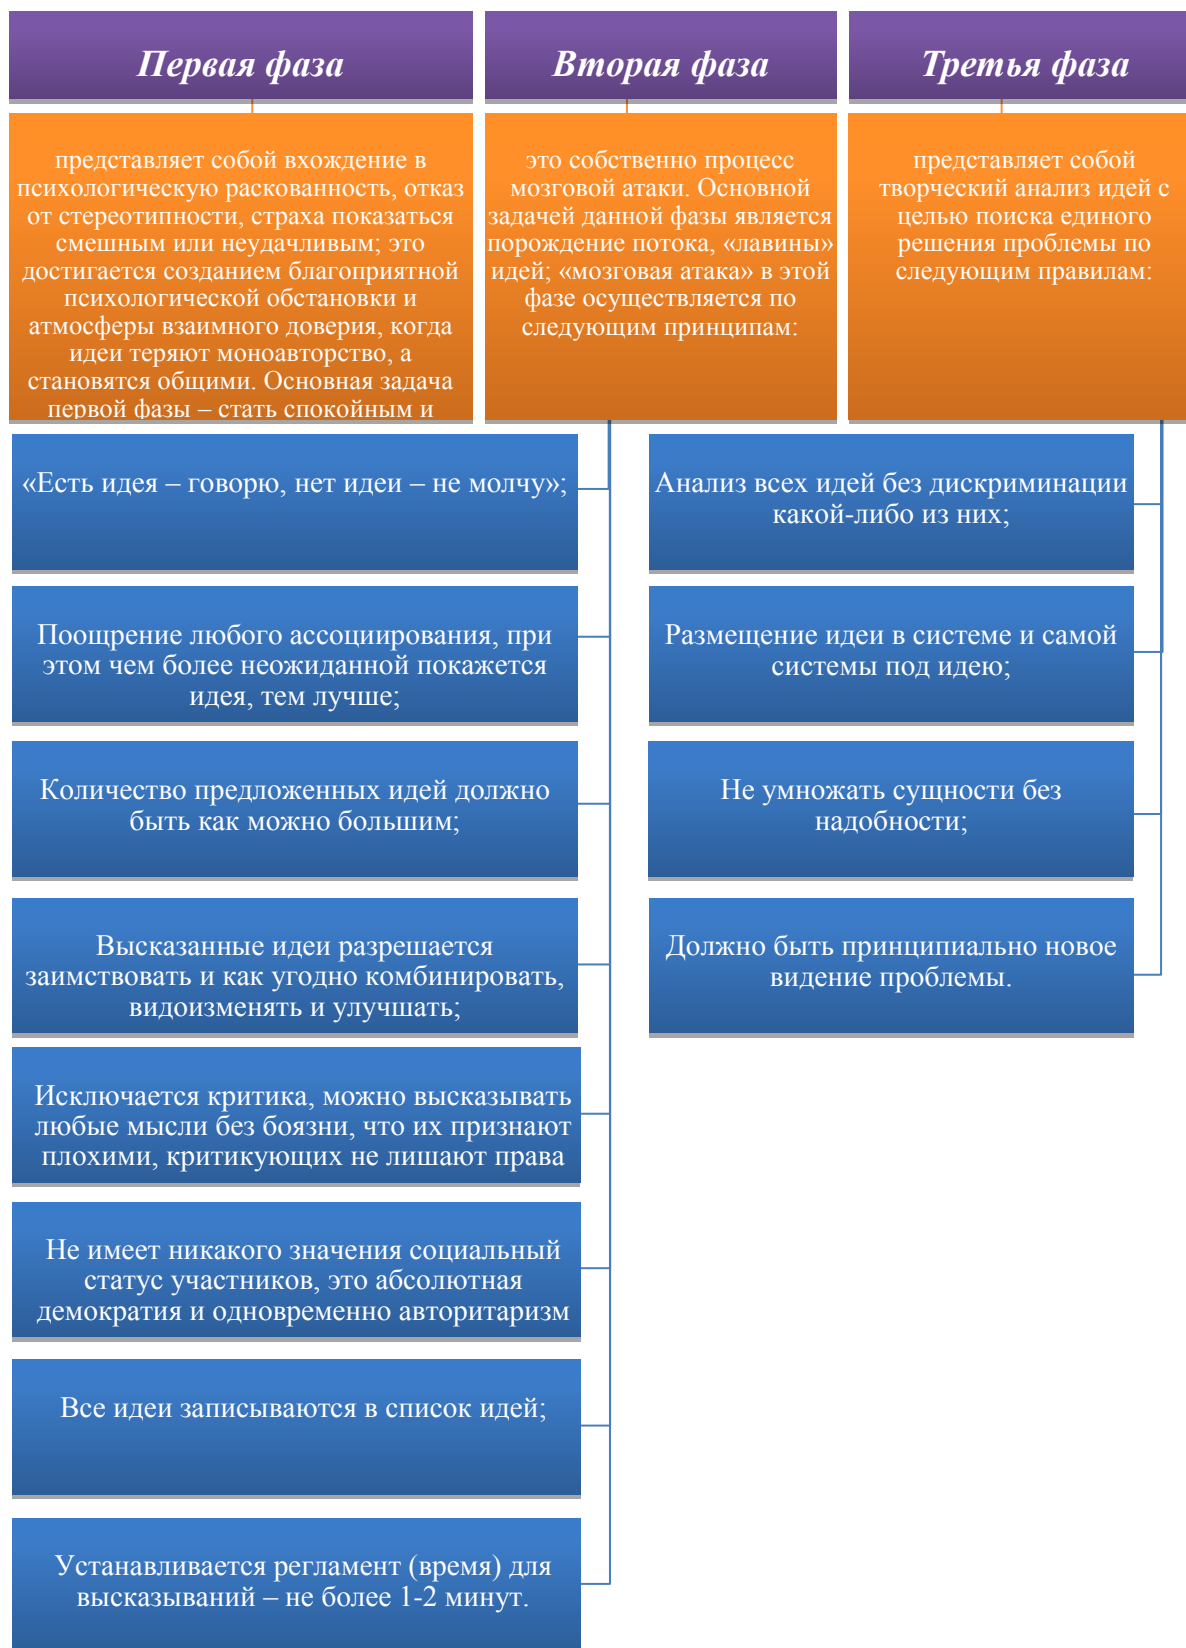 Первая фаза
представляет собой вхождение в
психологическую раскованность, отказ
от стереотипности, страха показаться
смешным или неудачливым; это
достигается созданием благоприятной
психологической обстановки и
атмосферы взаимного доверия, когда
идеи теряют моноавторство, а
становятся общими. Основная задача
первой фазы – стать спокойным и
Вторая фаза
это собственно процесс
мозговой атаки. Основной
задачей данной фазы является
порождение потока, «лавины»
идей; «мозговая атака» в этой
фазе осуществляется по
следующим принципам:
Третья фаза
представляет собой
творческий анализ идей с
целью поиска единого
решения проблемы по
следующим правилам:
«Есть идея – говорю, нет идеи – не молчу»;
Поощрение любого ассоциирования, при
этом чем более неожиданной покажется
идея, тем лучше;
Количество предложенных идей должно
быть как можно большим;
Высказанные идеи разрешается
заимствовать и как угодно комбинировать,
видоизменять и улучшать;
Исключается критика, можно высказывать
любые мысли без боязни, что их признают
плохими, критикующих не лишают права
Не имеет никакого значения социальный
статус участников, это абсолютная
демократия и одновременно авторитаризм
Все идеи записываются в список идей;
Устанавливается регламент (время) для
высказываний – не более 1-2 минут.
Анализ всех идей без дискриминации
какой-либо из них;
Размещение идеи в системе и самой
системы под идею;
Не умножать сущности без
надобности;
Должно быть принципиально новое
видение проблемы.